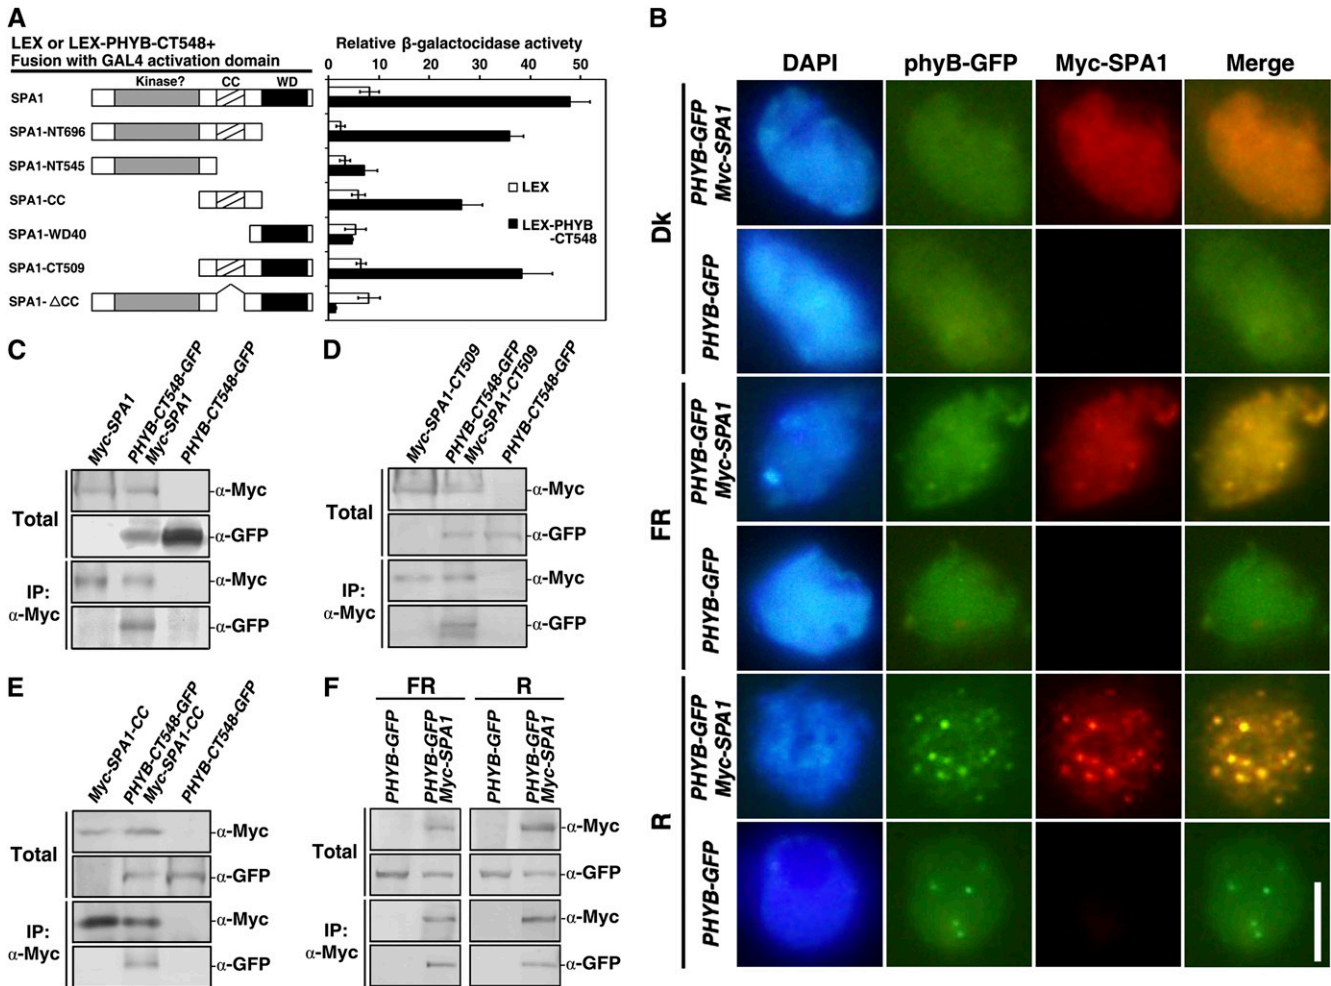 A
LEX or LEX-PHYB-CT548+
Fusion with GAL4 activation domain
Kinase? CC WD
SPA1
SPA1-NT696
SPA1-NT545
SPA1-CC
SPA1-WD40
SPA1-CT509
SPA1-△CC
Relative β-galactocidase activety
0 10 20 30 40 50
LEX
LEX-PHYB
-CT548
B
DAPI phyB-GFP Myc-SPA1 Merge
Dk
PHYB-GFP
Mvc-SPA1
PHYB-GFP
FR
PHYB-GFP
Myc-SPA1
PHYB-GFP
R
PHYB-GFP
Myc-SPA1
PHYB-GFP
C
Myc-SPA1
PHYB-CT548-GFP
Myc-SPA1
PHYB-CT548-GFP
Total
α-Myc
α-GFP
IP:
α-Myc
α-Myc
α-GFP
D
Myc-SPA1-CT509
PHYB-CT548-GFP
Myc-SPA1-CT509
PHYB-CT548-GFP
Total
α-Myc
α-GFP
IP:
α-Myc
α-Myc
α-GFP
E
Myc-SPA1-CC
PHYB-CT548-GFP
Myc-SPA1-CC
PHYB-CT548-GFP
Total
α-Myc
α-GFP
IP:
α-Myc
α-Myc
α-GFP
F
FR R
PHYB-GFP
PHYB-GFP
Myc-SPA1
PHYB-GFP
PHYB-GFP
Myc-SPA1
Total
α-Myc
α-GFP
IP:
α-Myc
α-Myc
α-GFP